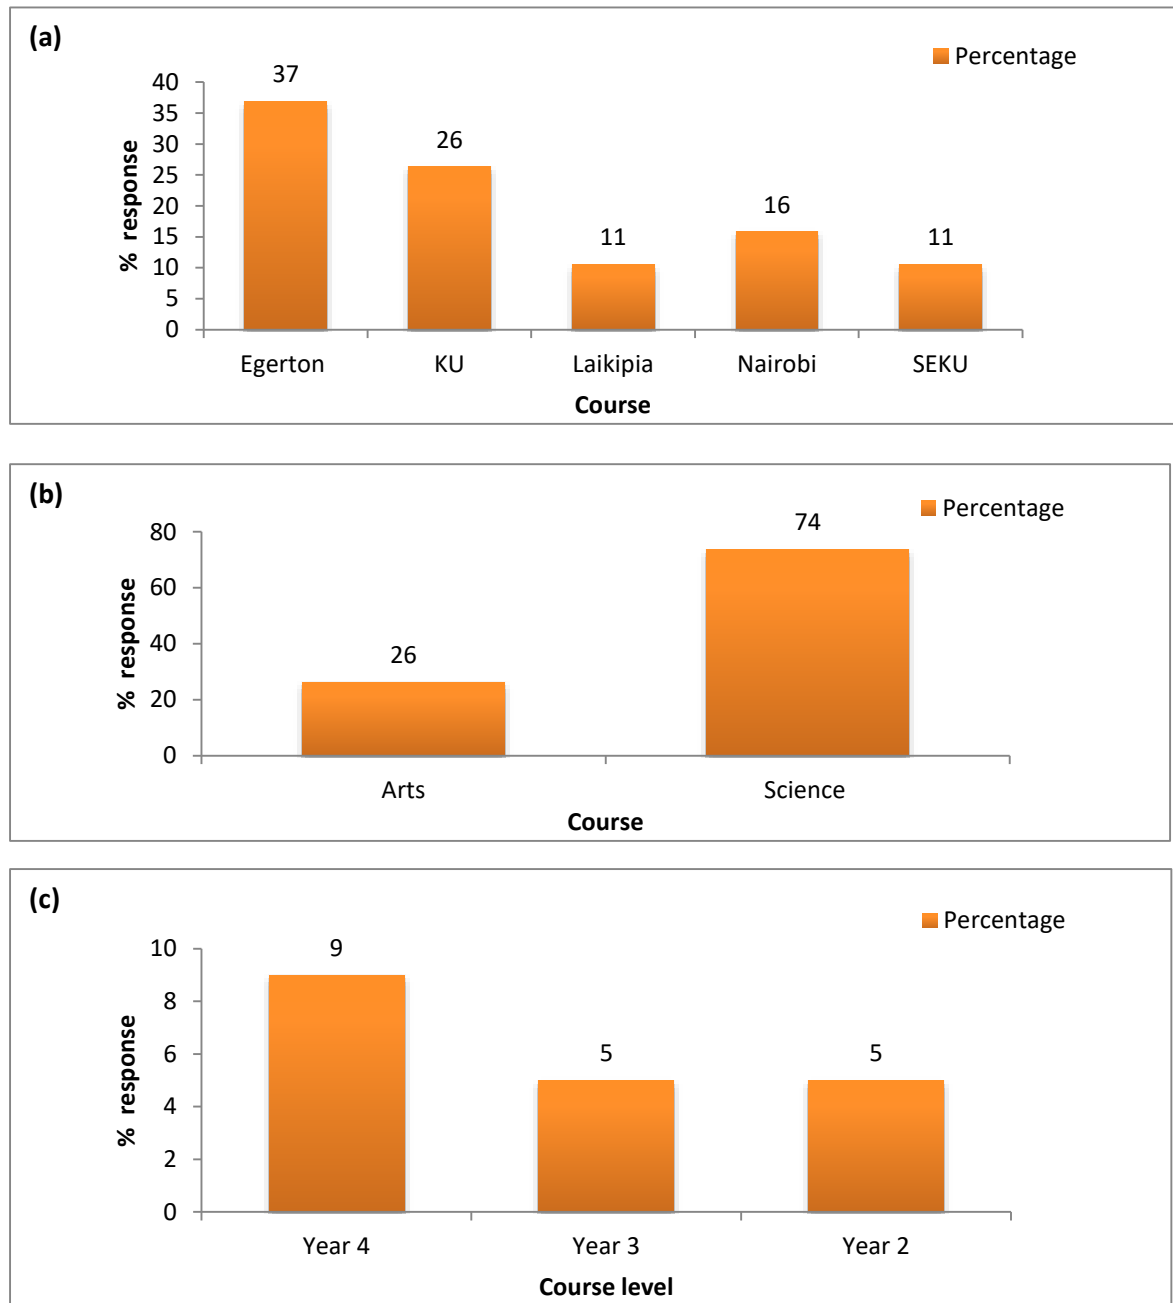 (a)
Percentage
37
40
35
26
30
25
16
20
11
11
15
10
5
0
% response
Egerton KU Laikipia Nairobi SEKU
Course
(b)
Percentage
74
80
60
26
40
20
0
% response
Arts Science
Course
(c)
Percentage
9
10
8
5 5
6
4
2
0
% response
Year 4 Year 3 Year 2
Course level